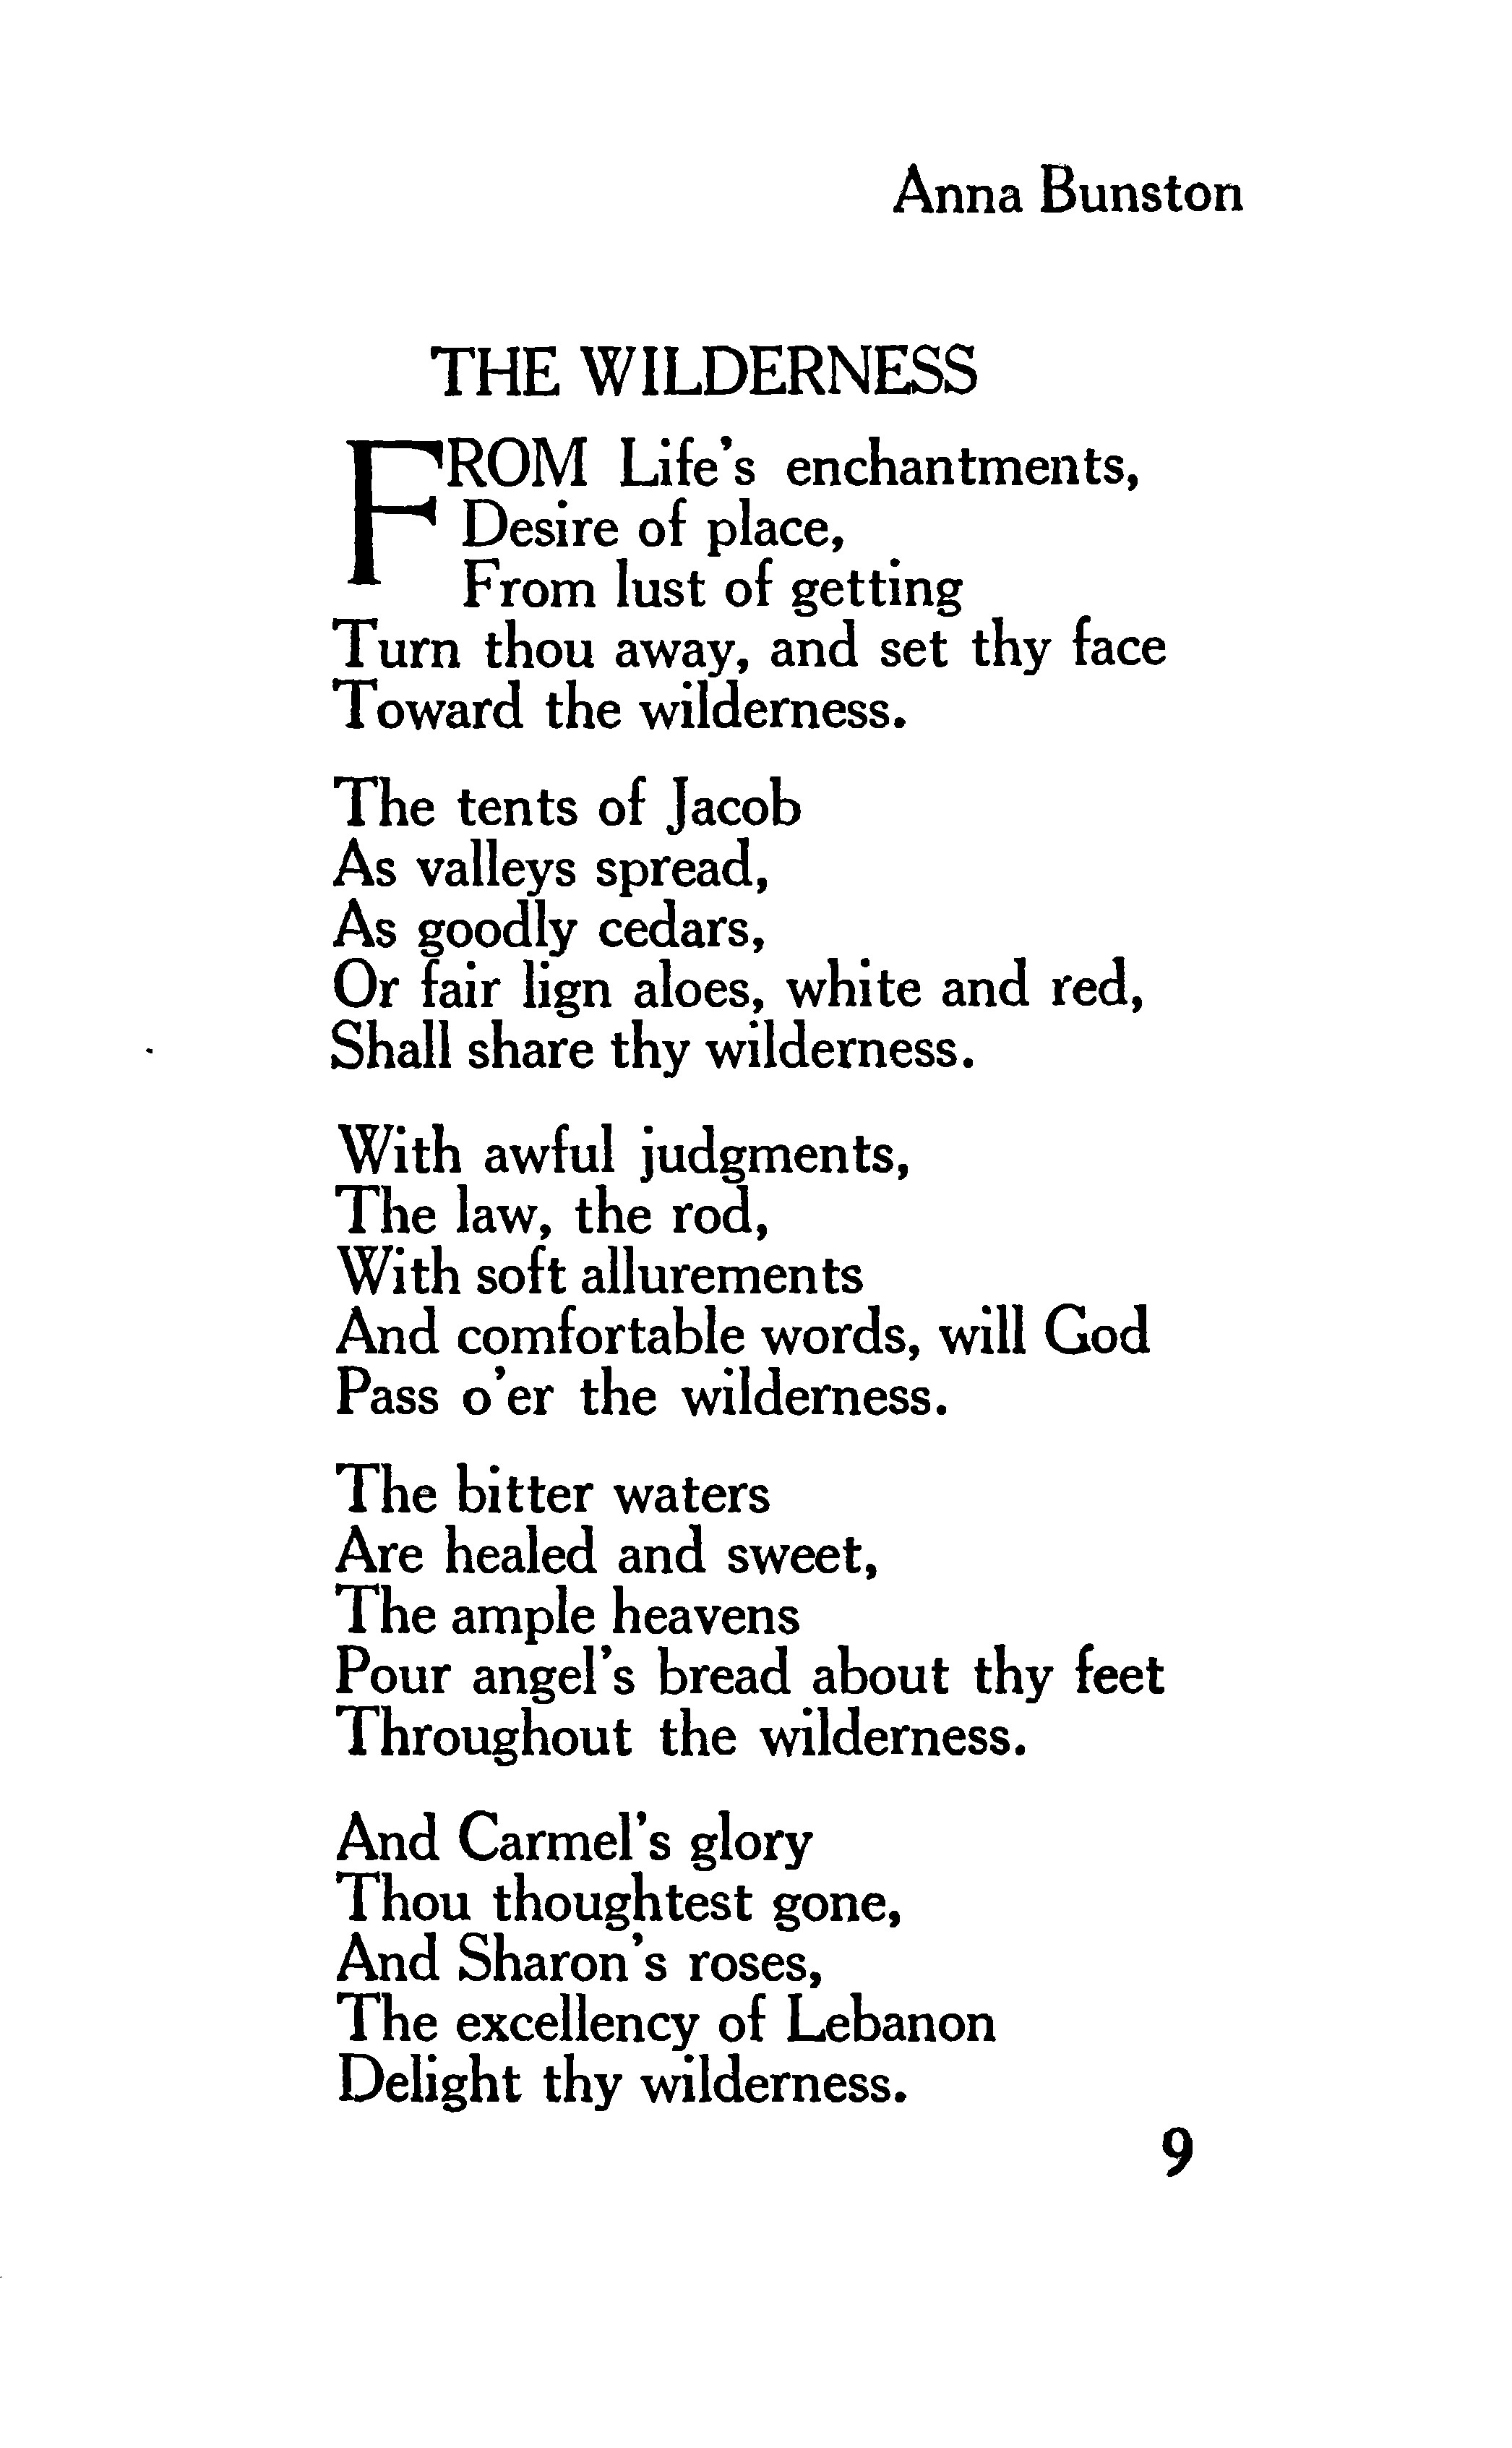 Anna Bunston
THE WILDERNESS
FROM Life's enchantments,
Desire of place,
From lust of getting
Turn thou away, and set thy face
Toward the wilderness.
The tents of Jacob
As valleys spread,
As goodly cedars,
Or fair lign aloes, white and red,
Shall share thy wilderness.
With awful judgments,
The law, the rod,
With soft allurements
And comfortable words, will God
Pass o'er the wilderness.
The bitter waters
Are healed and sweet,
The ample heavens
Pour angel's bread about thy feet
Throughout the wilderness.
And Carmel's glory
Thou thoughtest gone,
And Sharon's roses,
The excellency of Lebanon
Delight thy wilderness.
9